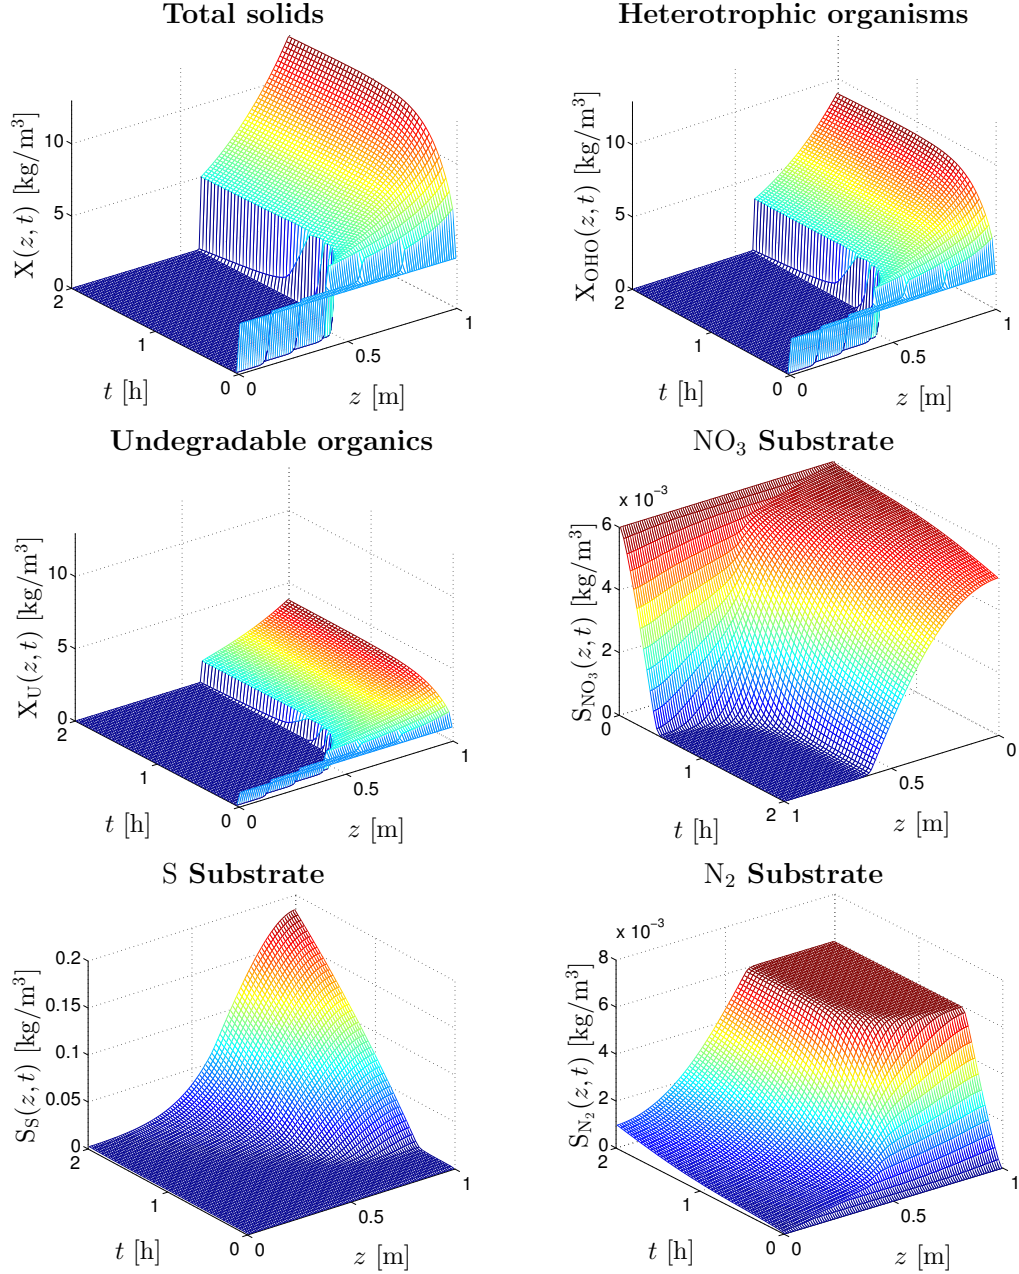 Total solids
X(z, t) [kg/m³]
10
5
0
2
1
0
t [h]
0
0.5
1
z [m]
Heterotrophic organisms
X_OHO(z, t) [kg/m³]
10
5
0
2
1
0
t [h]
0
0.5
1
z [m]
Undegradable organics
X_U(z, t) [kg/m³]
10
5
0
2
1
0
t [h]
0
0.5
1
z [m]
NO₃ Substrate
x 10⁻³
S_NO₃(z, t) [kg/m³]
6
4
2
0
0
1
2
t [h]
1
0.5
0
z [m]
S Substrate
S_S(z, t) [kg/m³]
0.2
0.15
0.1
0.05
0
2
1
0
t [h]
0
0.5
1
z [m]
N₂ Substrate
x 10⁻³
S_N₂(z, t) [kg/m³]
8
6
4
2
0
2
1
0
t [h]
0
0.5
1
z [m]